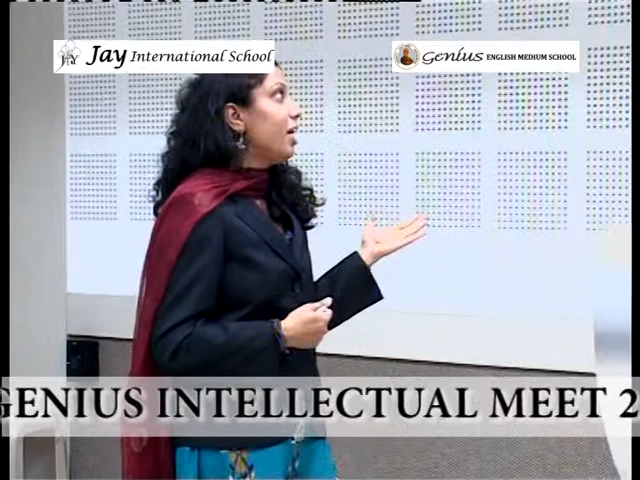 Jay International School
Genius ENGLISH MEDIUM SCHOOL
GENIUS INTELLECTUAL MEET 2